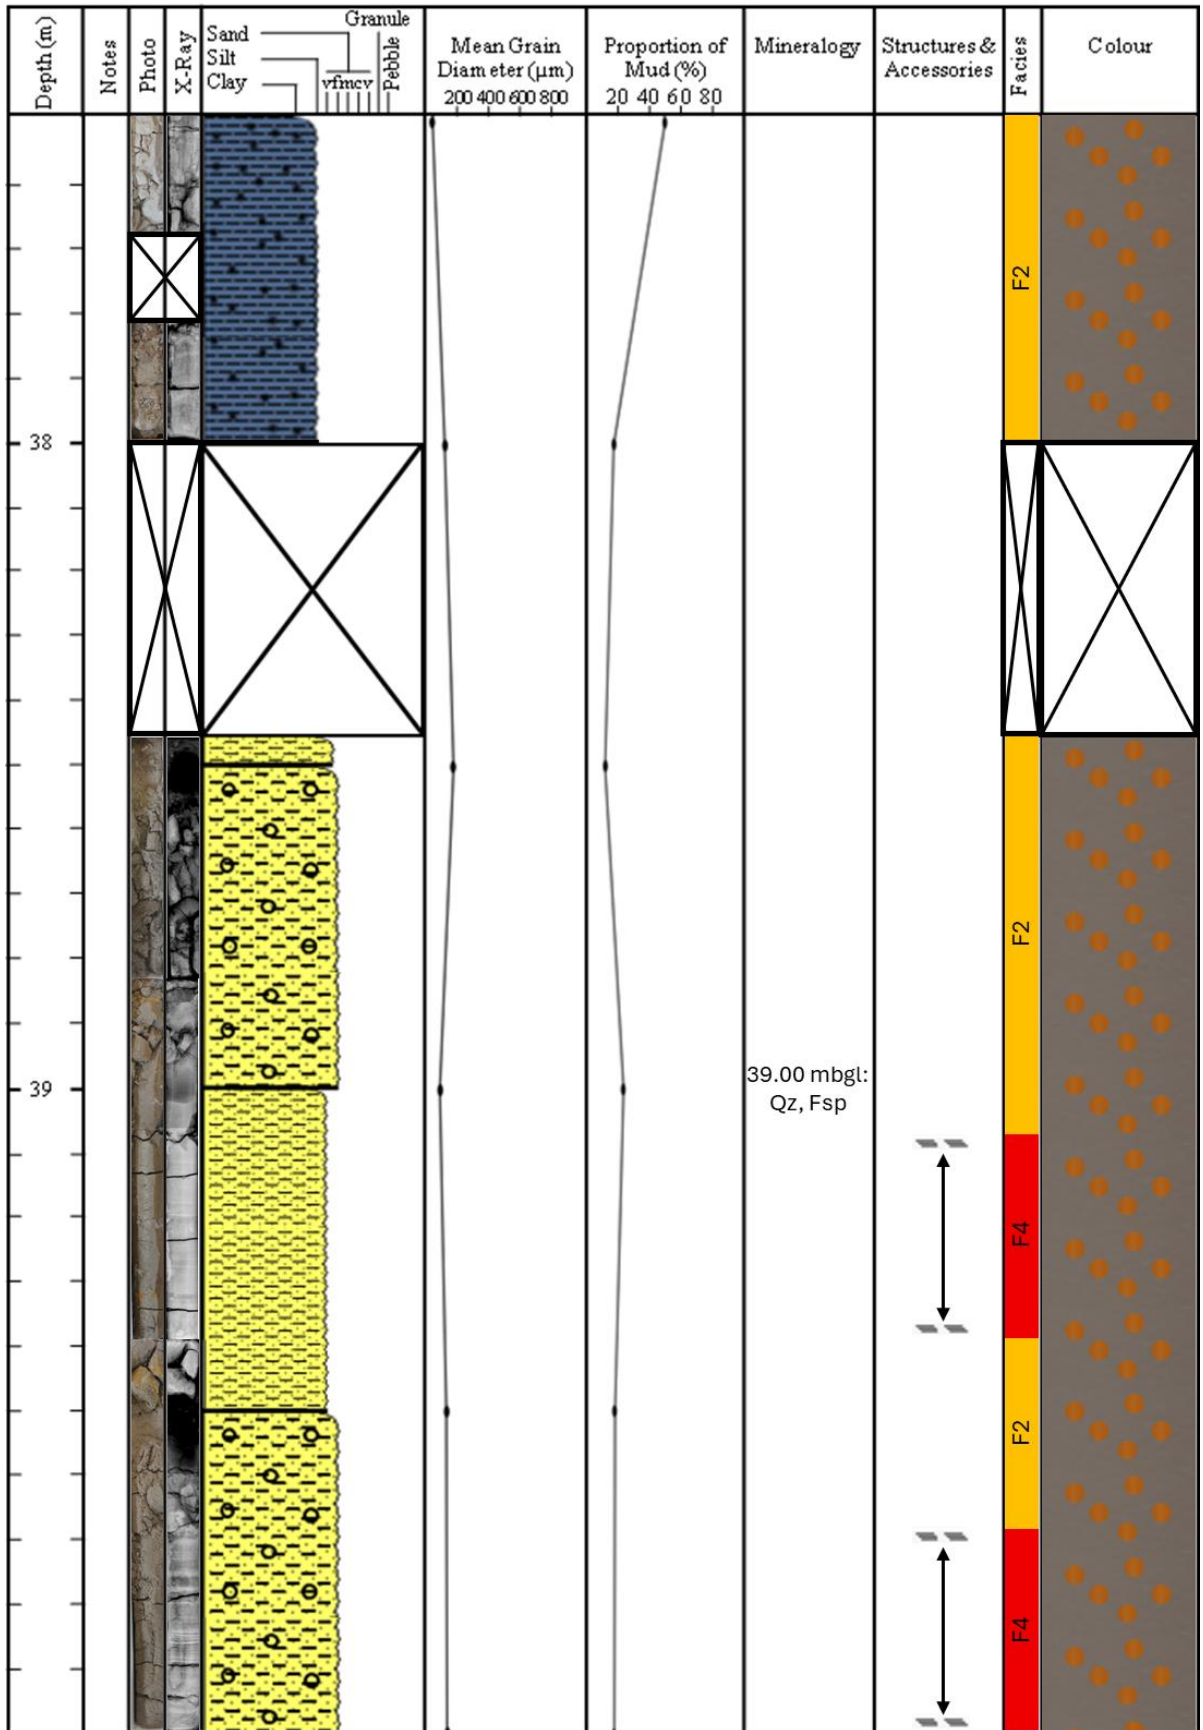 Depth (m)
Notes
Photo
X-Ray
Sand
Silt
Clay
vfmcv
Granule
Pebble
Mean Grain
Diameter (µm)
200 400 600 800
Proportion of
Mud (%)
20 40 60 80
Mineralogy
Structures &
Accessories
Facies
Colour
F2
38
F2
39
39.00 mbgl:
Qz, Fsp
F4
F2
F4